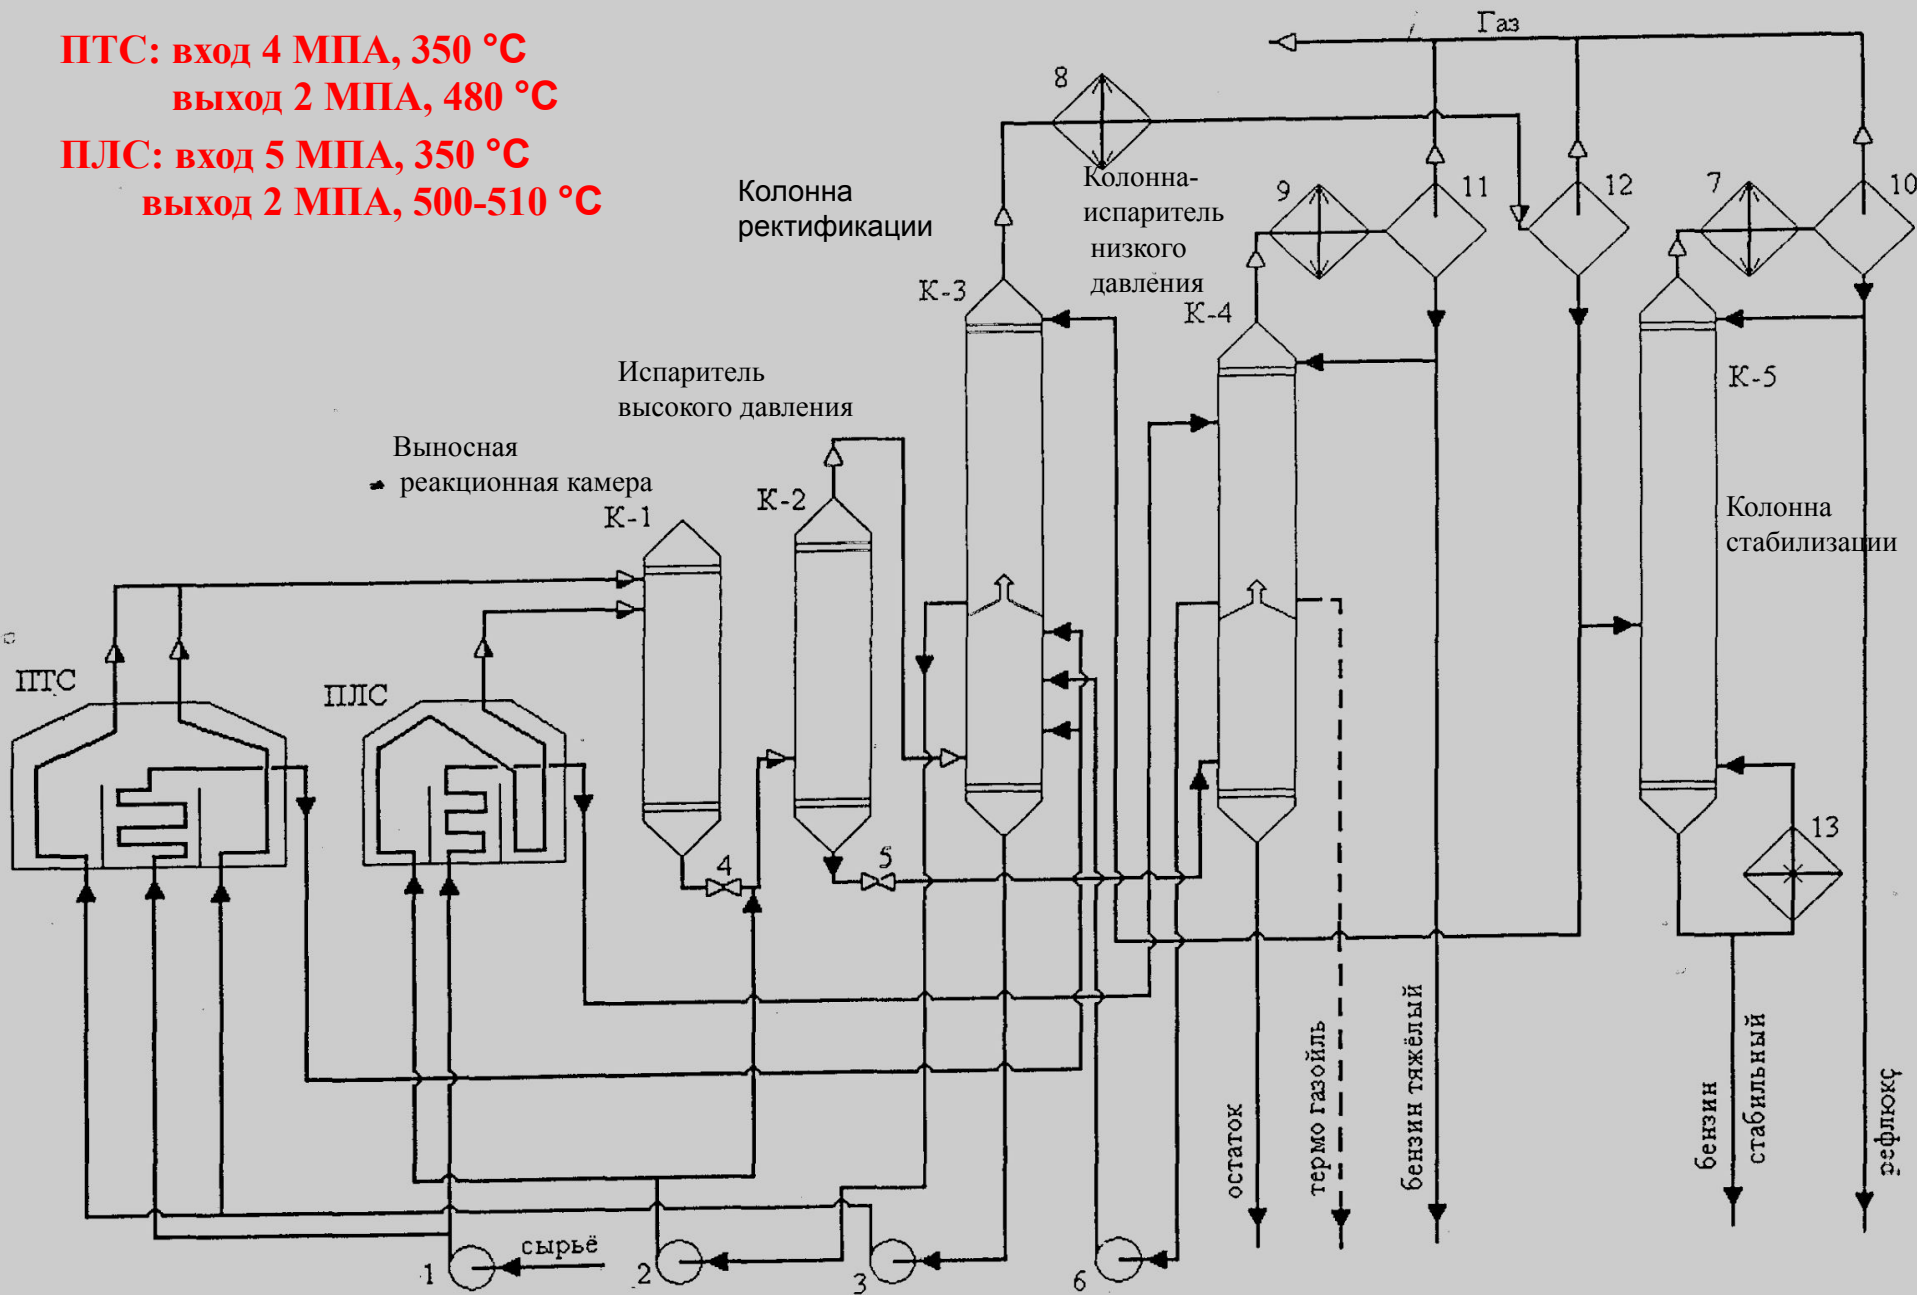 ПТС: вход 4 МПА, 350 °C
выход 2 МПА, 480 °C
ПЛС: вход 5 МПА, 350 °C
выход 2 МПА, 500-510 °C
Газ
8
Колонна
ректификации
Колонна-
испаритель
низкого
давления
9
11
12
7
10
К-3
К-4
К-5
Испаритель
высокого давления
Выносная
реакционная камера
К-1
К-2
Колонна
стабилизации
ПТС
ПЛС
4
5
13
остаток
термо газойль
бензин тяжёлый
бензин
стабильный
рефлюкс
сырьё
1
2
3
6